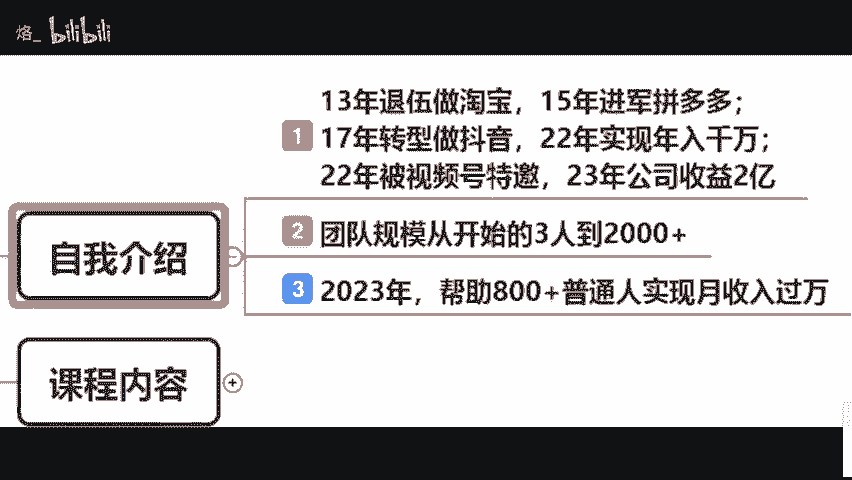 烙_ bilibili
13年退伍做淘宝，15年进军拼多多；
1 17年转型做抖音，22年实现年入千万；
22年被视频号特邀，23年公司收益2亿
2 团队规模从开始的3人到2000+
自我介绍
3 2023年，帮助800+普通人实现月收入过万
课程内容